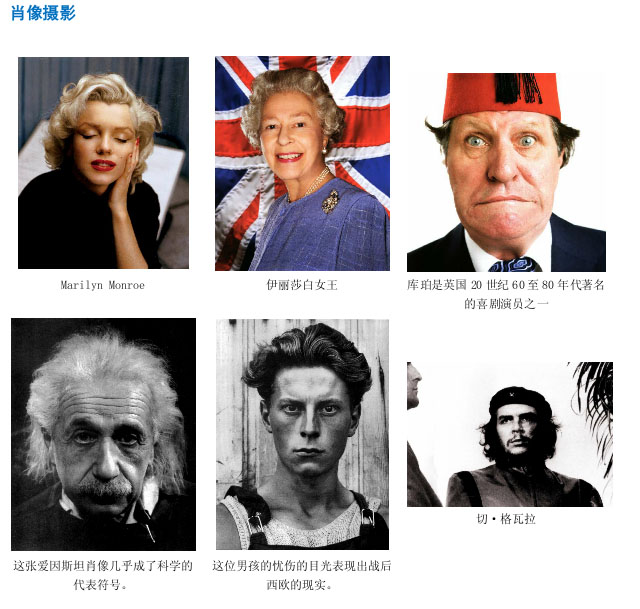 肖像摄影
Marilyn Monroe
伊丽莎白女王
库珀是英国 20 世纪 60 至 80 年代著名
的喜剧演员之一
这张爱因斯坦肖像几乎成了科学的
代表符号。
这位男孩的忧伤的目光表现出战后
西欧的现实。
切·格瓦拉